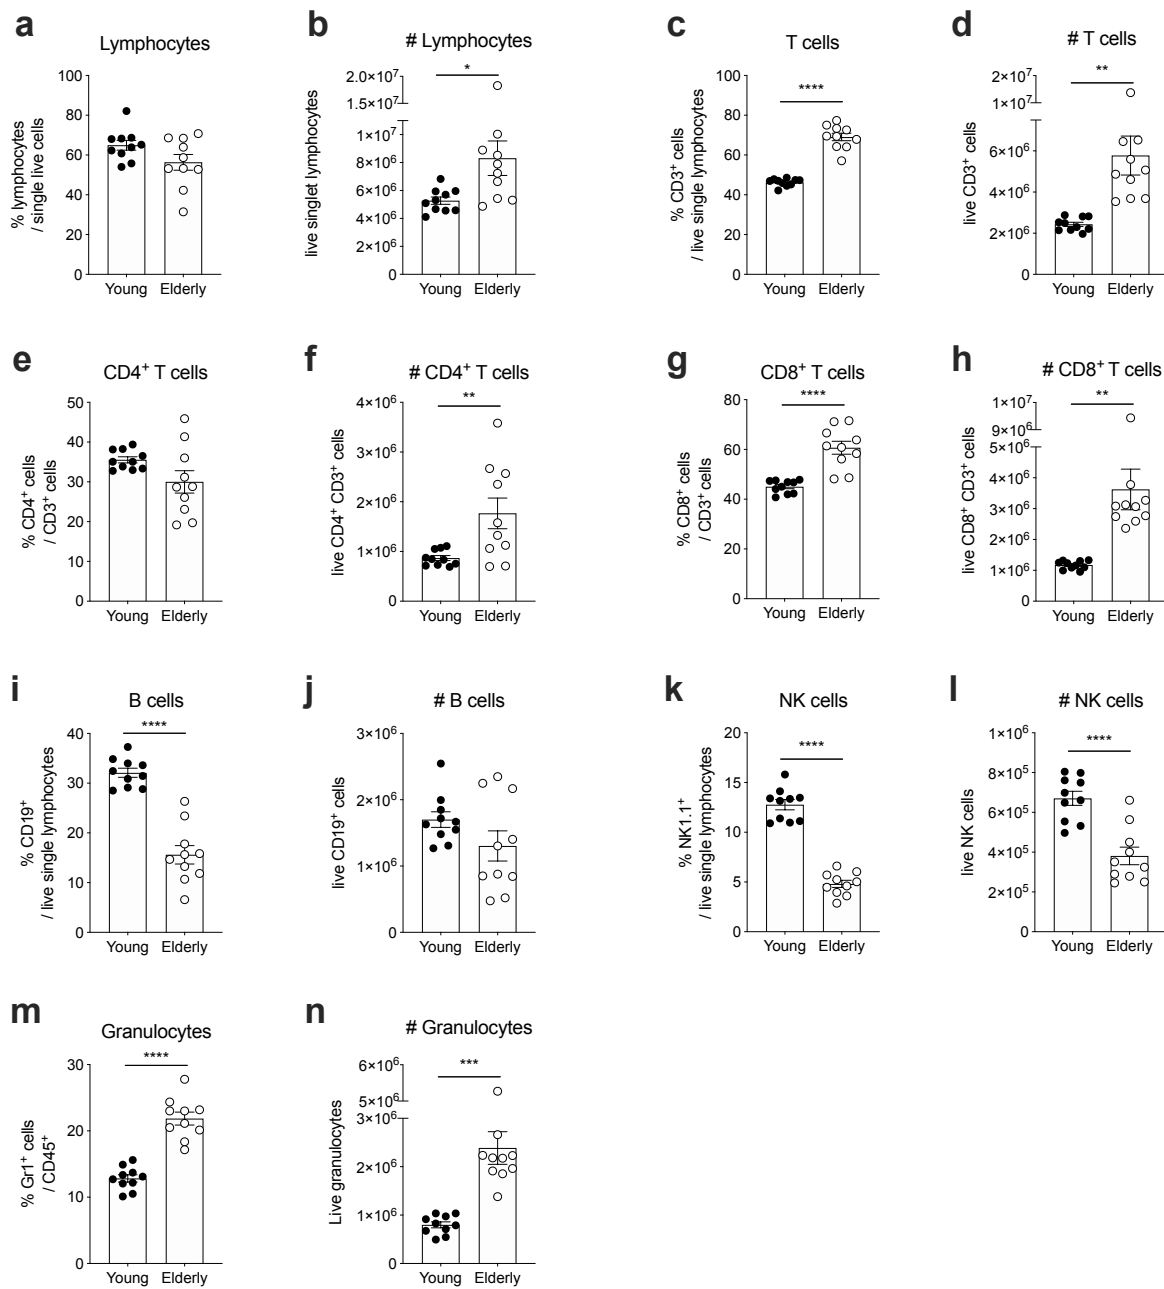 a
Lymphocytes
% lymphocytes
/ single live cells
100
80
60
40
20
0
Young Elderly
b
# Lymphocytes
live singlet lymphocytes
*
2.0×10⁷
1.5×10⁷
1×10⁷
8×10⁶
6×10⁶
4×10⁶
2×10⁶
0
Young Elderly
c
T cells
% CD3⁺ cells
/ live single lymphocytes
****
100
80
60
40
20
0
Young Elderly
d
# T cells
live CD3⁺ cells
**
2×10⁷
1×10⁷
6×10⁶
4×10⁶
2×10⁶
0
Young Elderly
e
CD4⁺ T cells
% CD4⁺ cells
/ CD3⁺ cells
50
40
30
20
10
0
Young Elderly
f
# CD4⁺ T cells
live CD4⁺ CD3⁺ cells
**
4×10⁶
3×10⁶
2×10⁶
1×10⁶
0
Young Elderly
g
CD8⁺ T cells
% CD8⁺ cells
/ CD3⁺ cells
****
80
60
40
20
0
Young Elderly
h
# CD8⁺ T cells
live CD8⁺ CD3⁺ cells
**
1×10⁷
9×10⁶
5×10⁶
4×10⁶
3×10⁶
2×10⁶
1×10⁶
0
Young Elderly
i
B cells
% CD19⁺
/ live single lymphocytes
****
40
30
20
10
0
Young Elderly
j
# B cells
live CD19⁺ cells
3×10⁶
2×10⁶
1×10⁶
0
Young Elderly
k
NK cells
% NK1.1⁺
/ live single lymphocytes
****
20
15
10
5
0
Young Elderly
l
# NK cells
live NK cells
****
1×10⁶
8×10⁵
6×10⁵
4×10⁵
2×10⁵
0
Young Elderly
m
Granulocytes
% Gr1⁺ cells
/ CD45⁺
****
30
20
10
0
Young Elderly
n
# Granulocytes
Live granulocytes
***
6×10⁶
5×10⁶
3×10⁶
2×10⁶
1×10⁶
0
Young Elderly